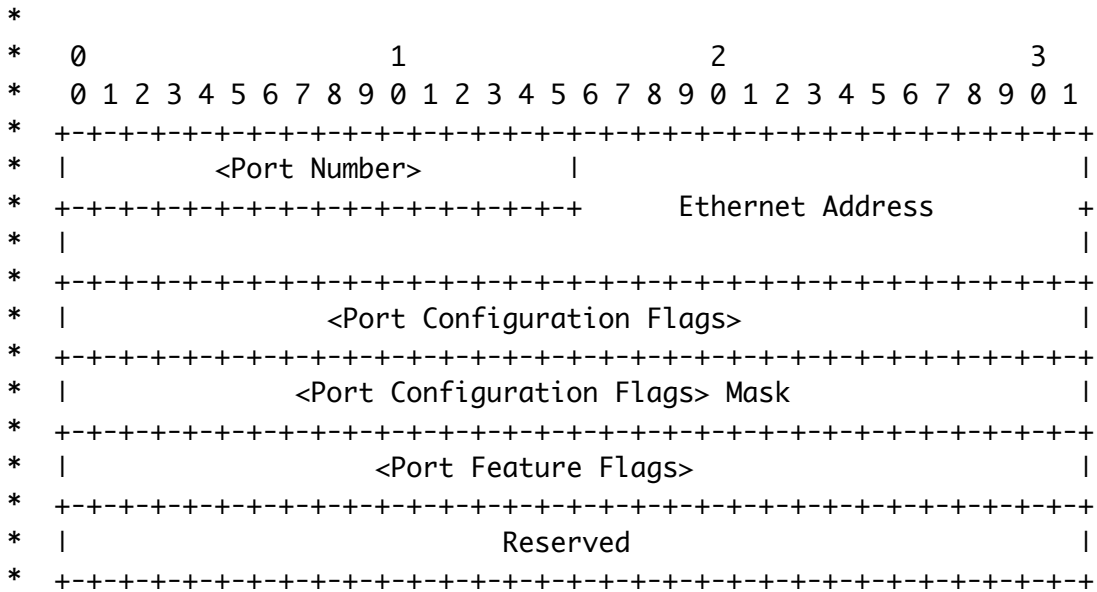 *
*    0                   1                   2                   3
*    0 1 2 3 4 5 6 7 8 9 0 1 2 3 4 5 6 7 8 9 0 1 2 3 4 5 6 7 8 9 0 1
*   +-+-+-+-+-+-+-+-+-+-+-+-+-+-+-+-+-+-+-+-+-+-+-+-+-+-+-+-+-+-+-+-+
*   |         <Port Number>         |                               |
*   +-+-+-+-+-+-+-+-+-+-+-+-+-+-+-+-+      Ethernet Address         +
*   |                                                               |
*   +-+-+-+-+-+-+-+-+-+-+-+-+-+-+-+-+-+-+-+-+-+-+-+-+-+-+-+-+-+-+-+-+
*   |                <Port Configuration Flags>                     |
*   +-+-+-+-+-+-+-+-+-+-+-+-+-+-+-+-+-+-+-+-+-+-+-+-+-+-+-+-+-+-+-+-+
*   |              <Port Configuration Flags> Mask                  |
*   +-+-+-+-+-+-+-+-+-+-+-+-+-+-+-+-+-+-+-+-+-+-+-+-+-+-+-+-+-+-+-+-+
*   |                   <Port Feature Flags>                        |
*   +-+-+-+-+-+-+-+-+-+-+-+-+-+-+-+-+-+-+-+-+-+-+-+-+-+-+-+-+-+-+-+-+
*   |                           Reserved                            |
*   +-+-+-+-+-+-+-+-+-+-+-+-+-+-+-+-+-+-+-+-+-+-+-+-+-+-+-+-+-+-+-+-+